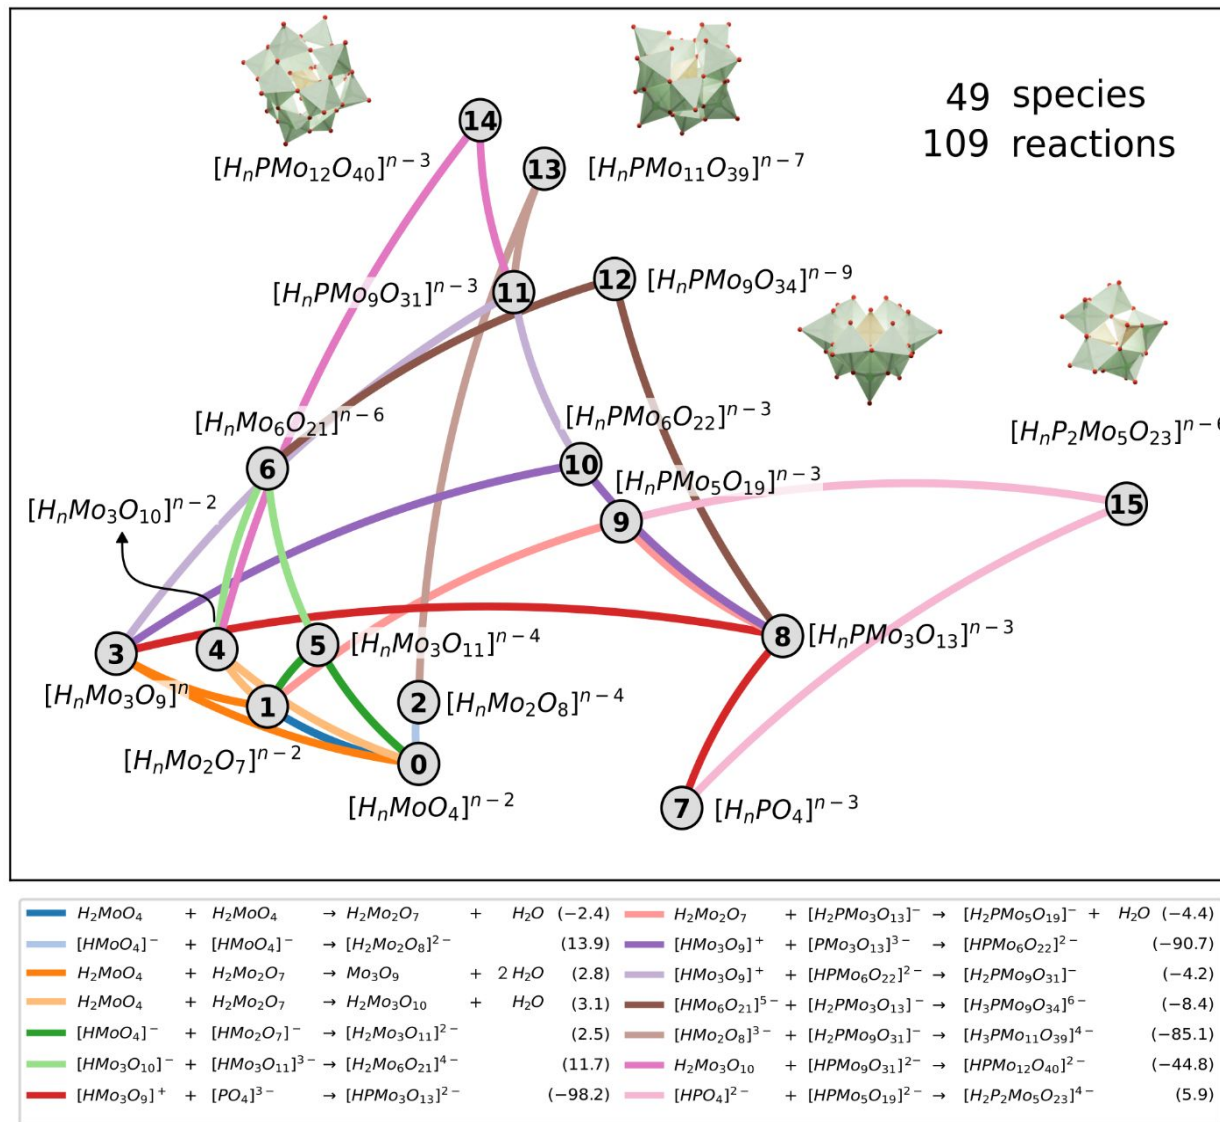 14
[HₙPMo₁₂O₄₀]ⁿ⁻³
13
[HₙPMo₁₁O₃₉]ⁿ⁻⁷
49 species
109 reactions
[HₙPMo₉O₃₁]ⁿ⁻³
11
12
[HₙPMo₉O₃₄]ⁿ⁻⁹
[HₙMo₆O₂₁]ⁿ⁻⁶
6
[HₙPMo₆O₂₂]ⁿ⁻³
10
[HₙP₂Mo₅O₂₃]ⁿ⁻⁶
[HₙPMo₅O₁₉]ⁿ⁻³
9
15
[HₙMo₃O₁₀]ⁿ⁻²
3
4
5
[HₙMo₃O₁₁]ⁿ⁻⁴
8
[HₙPMo₃O₁₃]ⁿ⁻³
[HₙMo₃O₉]ⁿ
1
2
[HₙMo₂O₈]ⁿ⁻⁴
[HₙMo₂O₇]ⁿ⁻²
0
[HₙMoO₄]ⁿ⁻²
7
[HₙPO₄]ⁿ⁻³
H₂MoO₄ + H₂MoO₄ → H₂Mo₂O₇ + H₂O (−2.4)
[HMoO₄]⁻ + [HMoO₄]⁻ → [H₂Mo₂O₈]²⁻ (13.9)
H₂MoO₄ + H₂Mo₂O₇ → Mo₃O₉ + 2 H₂O (2.8)
H₂MoO₄ + H₂Mo₂O₇ → H₂Mo₃O₁₀ + H₂O (3.1)
[HMoO₄]⁻ + [HMo₂O₇]⁻ → [H₂Mo₃O₁₁]²⁻ (2.5)
[HMo₃O₁₀]⁻ + [HMo₃O₁₁]³⁻ → [H₂Mo₆O₂₁]⁴⁻ (11.7)
[HMo₃O₉]⁺ + [PO₄]³⁻ → [HPMo₃O₁₃]²⁻ (−98.2)
H₂Mo₂O₇ + [H₂PMo₃O₁₃]⁻ → [H₂PMo₅O₁₉]⁻ + H₂O (−4.4)
[HMo₃O₉]⁺ + [PMo₃O₁₃]³⁻ → [HPMo₆O₂₂]²⁻ (−90.7)
[HMo₃O₉]⁺ + [HPMo₆O₂₂]²⁻ → [H₂PMo₉O₃₁]⁻ (−4.2)
[HMo₆O₂₁]⁵⁻ + [H₂PMo₃O₁₃]⁻ → [H₃PMo₉O₃₄]⁶⁻ (−8.4)
[HMo₂O₈]³⁻ + [H₂PMo₉O₃₁]⁻ → [H₃PMo₁₁O₃₉]⁴⁻ (−85.1)
H₂Mo₃O₁₀ + [HPMo₉O₃₁]²⁻ → [HPMo₁₂O₄₀]²⁻ (−44.8)
[HPO₄]²⁻ + [HPMo₅O₁₉]²⁻ → [H₂P₂Mo₅O₂₃]⁴⁻ (5.9)